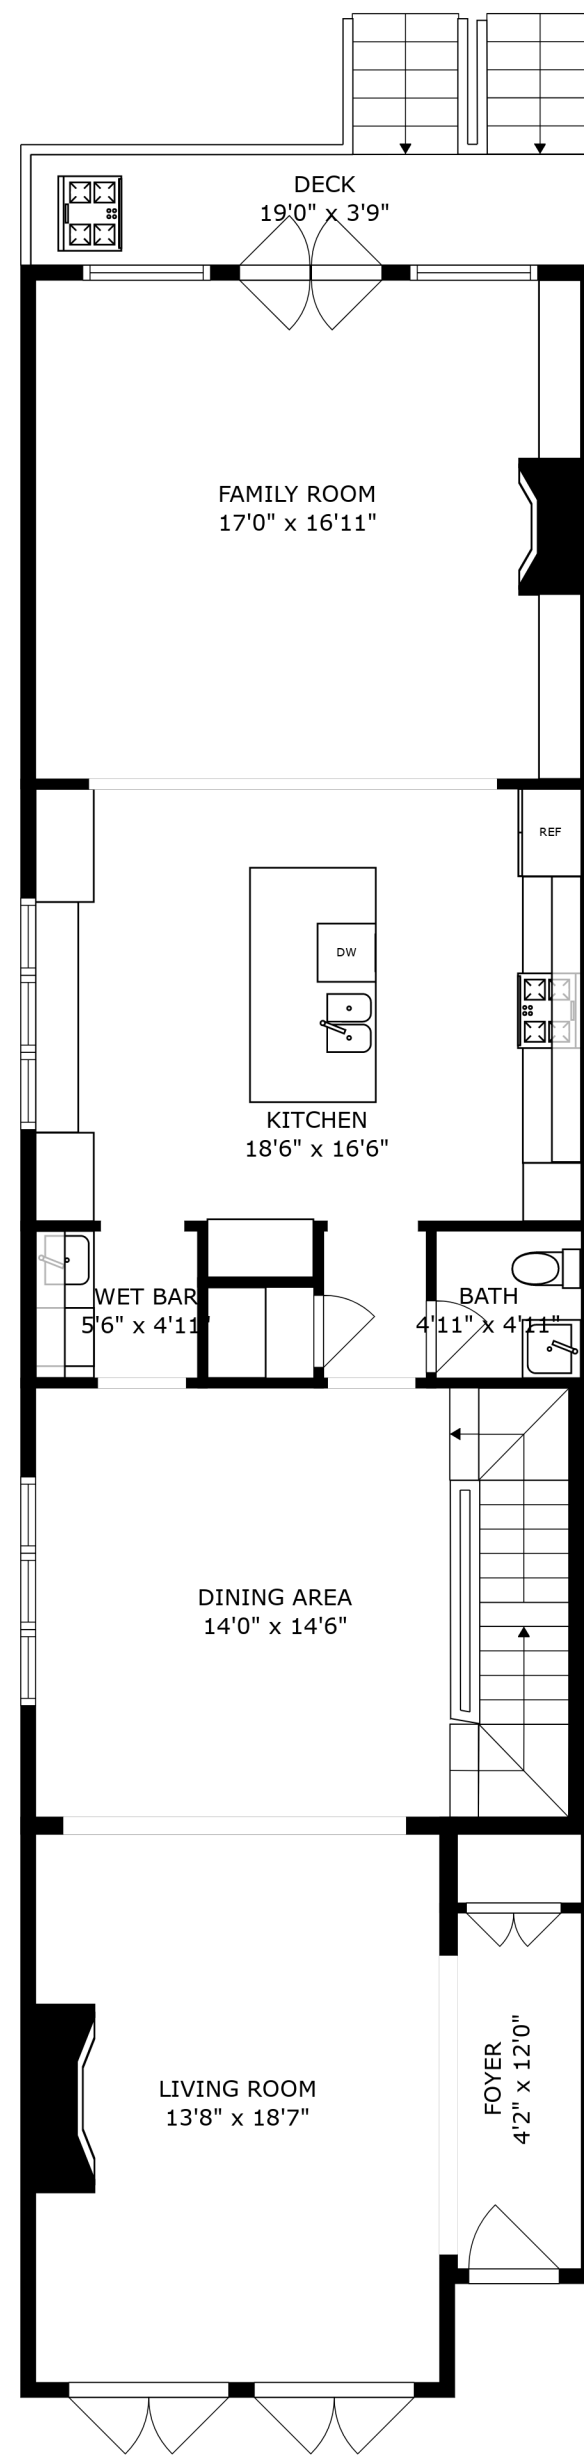 DECK
19'0" x 3'9"
FAMILY ROOM
17'0" x 16'11"
REF
DW
KITCHEN
18'6" x 16'6"
WET BAR
5'6" x 4'11"
BATH
4'11" x 4'11"
DINING AREA
14'0" x 14'6"
LIVING ROOM
13'8" x 18'7"
FOYER
4'2" x 12'0"